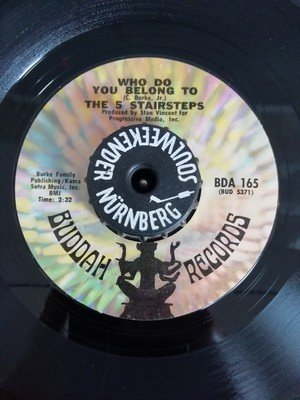 WHO DO
YOU BELONG TO
(C. Burke, Jr.)
THE 5 STAIRSTEPS
Produced by Stan Vincent for
Progressive Media, Inc.
Burke Family
Publishing/Kama
Sutra Music, Inc.
BMI
Time: 2:32
BDA 165
(BUD 5371)
SOULWEEKENDER
NÜRNBERG
BUDDAH RECORDS